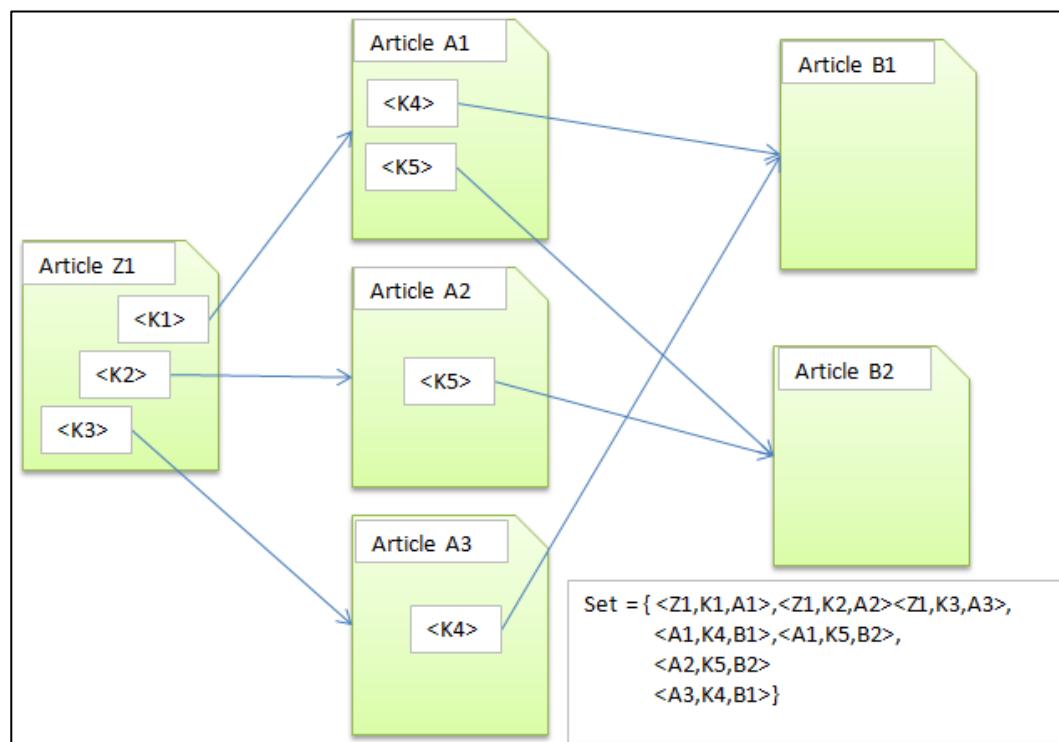 Article Z1
<K1>
<K2>
<K3>
Article A1
<K4>
<K5>
Article A2
<K5>
Article A3
<K4>
Article B1
Article B2
Set = { <Z1,K1,A1>,<Z1,K2,A2><Z1,K3,A3>,
<A1,K4,B1>,<A1,K5,B2>,
<A2,K5,B2>
<A3,K4,B1>}